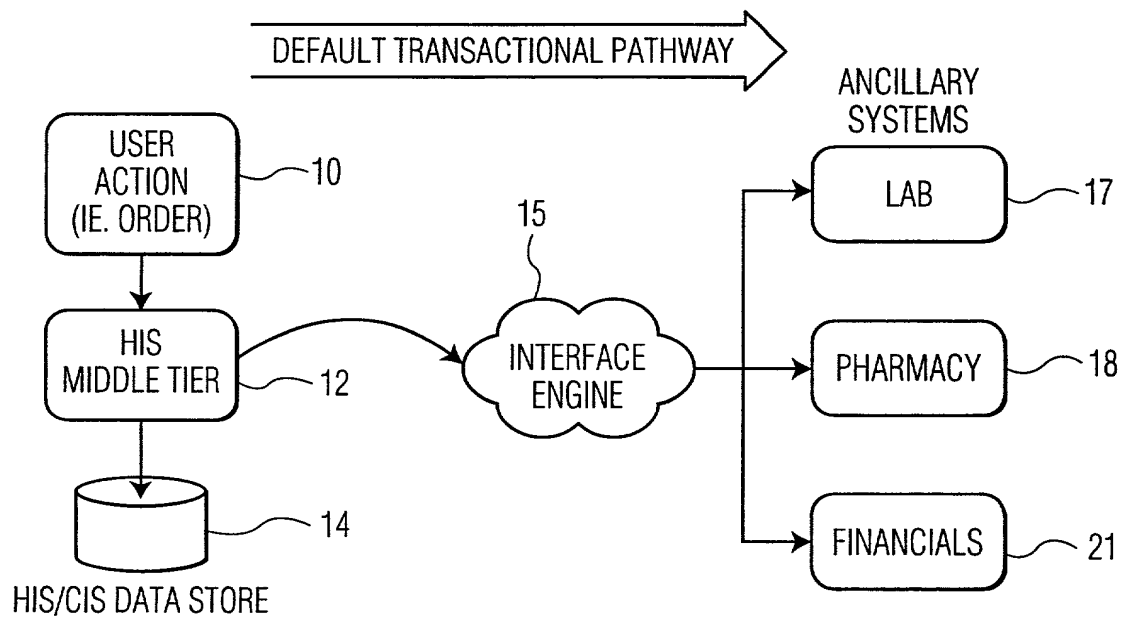 DEFAULT TRANSACTIONAL PATHWAY
ANCILLARY
SYSTEMS
USER
ACTION
(IE. ORDER)
10
LAB
17
15
HIS
MIDDLE TIER
12
INTERFACE
ENGINE
PHARMACY
18
14
FINANCIALS
21
HIS/CIS DATA STORE